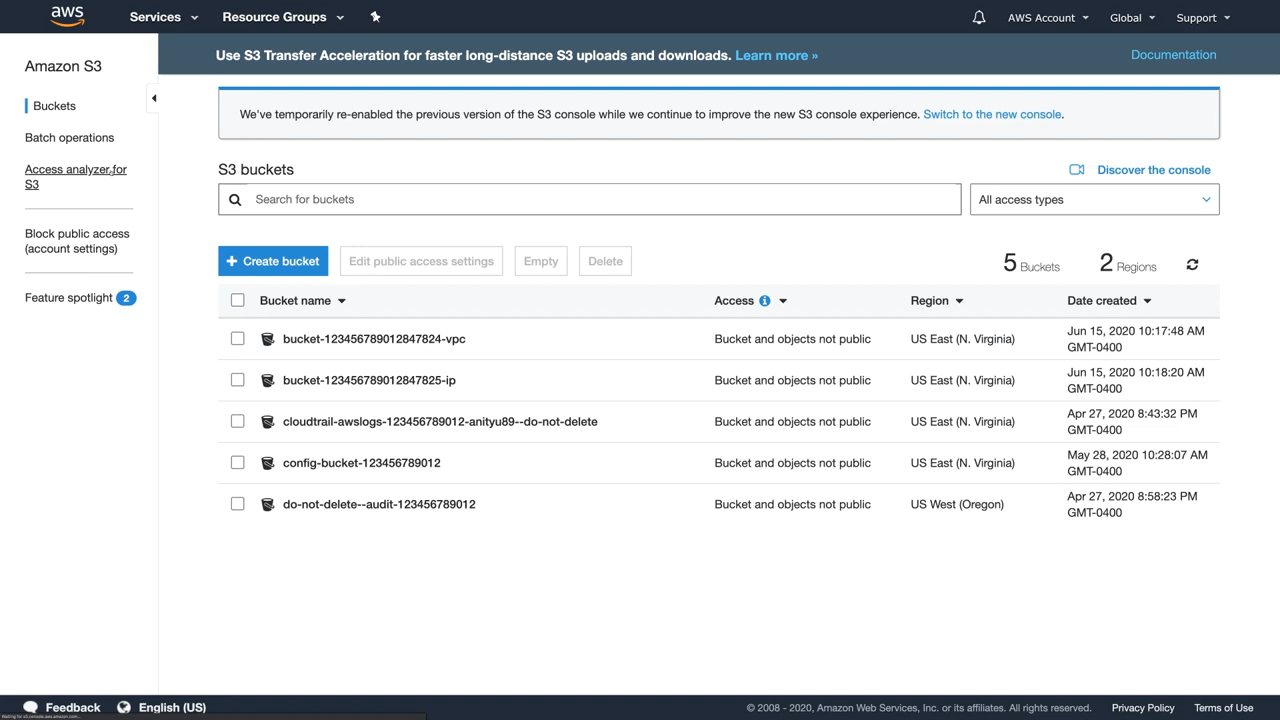 aws
Services
Resource Groups
AWS Account
Global
Support
Amazon S3
Buckets
Batch operations
Access analyzer for
S3
Block public access
(account settings)
Feature spotlight 2
Use S3 Transfer Acceleration for faster long-distance S3 uploads and downloads. Learn more »
Documentation
We've temporarily re-enabled the previous version of the S3 console while we continue to improve the new S3 console experience. Switch to the new console.
S3 buckets
Discover the console
Search for buckets
All access types
+ Create bucket
Edit public access settings
Empty
Delete
5 Buckets
2 Regions
Bucket name
Access
Region
Date created
bucket-123456789012847824-vpc
Bucket and objects not public
US East (N. Virginia)
Jun 15, 2020 10:17:48 AM
GMT-0400
bucket-123456789012847825-ip
Bucket and objects not public
US East (N. Virginia)
Jun 15, 2020 10:18:20 AM
GMT-0400
cloudtrail-awslogs-123456789012-anityu89--do-not-delete
Bucket and objects not public
US East (N. Virginia)
Apr 27, 2020 8:43:32 PM
GMT-0400
config-bucket-123456789012
Bucket and objects not public
US East (N. Virginia)
May 28, 2020 10:28:07 AM
GMT-0400
do-not-delete--audit-123456789012
Bucket and objects not public
US West (Oregon)
Apr 27, 2020 8:58:23 PM
GMT-0400
Feedback
English (US)
© 2008 - 2020, Amazon Web Services, Inc. or its affiliates. All rights reserved.
Privacy Policy
Terms of Use
Waiting for s3.console.aws.amazon.com...